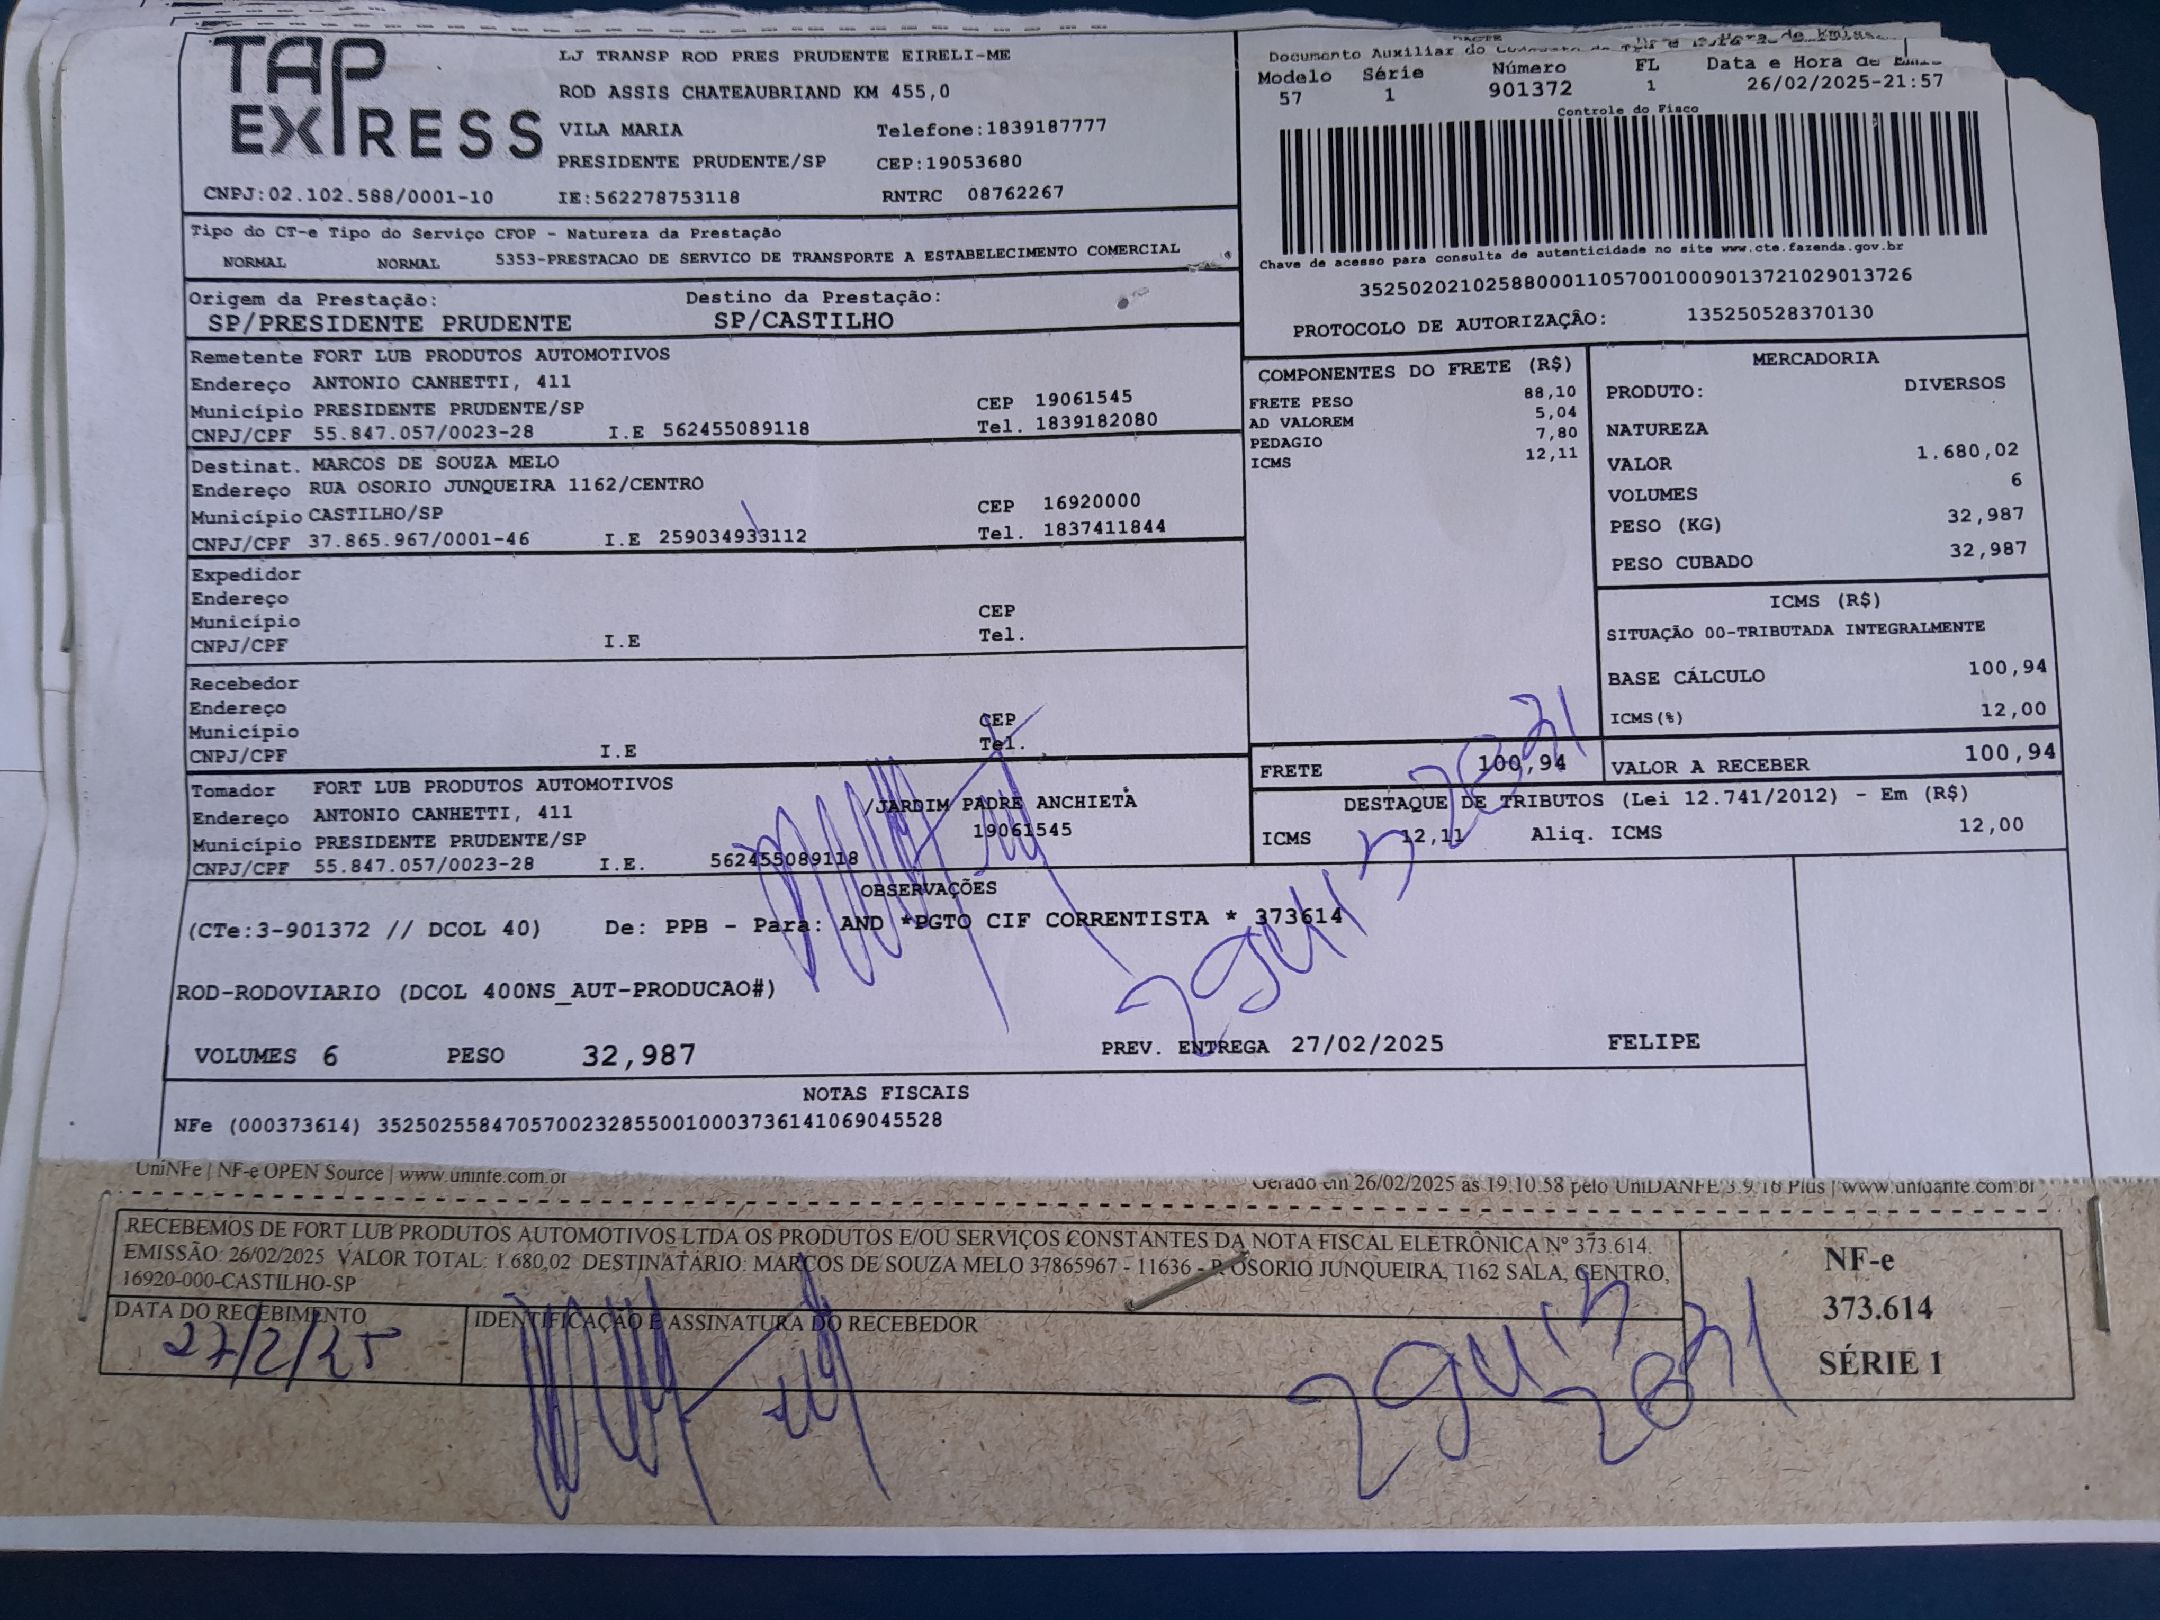 TAP
EXPRESS
CNPJ:02.102.588/0001-10
LJ TRANSP ROD PRES PRUDENTE EIRELI-ME
ROD ASSIS CHATEAUBRIAND KM 455,0
VILA MARIA Telefone:1839187777
PRESIDENTE PRUDENTE/SP CEP:19053680
IE:562278753118 RNTRC 08762267
Documento Auxiliar do
Modelo Série Número FL Data e Hora de
57 1 901372 1 26/02/2025-21:57
Controle do Fisco
Chave de acesso para consulta de autenticidade no site www.cte.fazenda.gov.br
35250202102588000110570010009013721029013726
PROTOCOLO DE AUTORIZAÇÃO: 135250528370130
Tipo do CT-e Tipo do Serviço CFOP - Natureza da Prestação
NORMAL NORMAL 5353-PRESTACAO DE SERVICO DE TRANSPORTE A ESTABELECIMENTO COMERCIAL
Origem da Prestação: Destino da Prestação:
SP/PRESIDENTE PRUDENTE SP/CASTILHO
Remetente FORT LUB PRODUTOS AUTOMOTIVOS
Endereço ANTONIO CANHETTI, 411
Município PRESIDENTE PRUDENTE/SP CEP 19061545
CNPJ/CPF 55.847.057/0023-28 I.E 562455089118 Tel. 1839182080
Destinat. MARCOS DE SOUZA MELO
Endereço RUA OSORIO JUNQUEIRA 1162/CENTRO
Município CASTILHO/SP CEP 16920000
CNPJ/CPF 37.865.967/0001-46 I.E 259034933112 Tel. 1837411844
Expedidor
Endereço
Município CEP
CNPJ/CPF I.E Tel.
Recebedor
Endereço
Município CEP
CNPJ/CPF I.E Tel.
Tomador FORT LUB PRODUTOS AUTOMOTIVOS
Endereço ANTONIO CANHETTI, 411 /JARDIM PADRE ANCHIETA
Município PRESIDENTE PRUDENTE/SP 19061545
CNPJ/CPF 55.847.057/0023-28 I.E. 562455089118
COMPONENTES DO FRETE (R$)
FRETE PESO 88,10
AD VALOREM 5,04
PEDAGIO 7,80
ICMS 12,11
MERCADORIA
PRODUTO: DIVERSOS
NATUREZA
VALOR 1.680,02
VOLUMES 6
PESO (KG) 32,987
PESO CUBADO 32,987
ICMS (R$)
SITUAÇÃO 00-TRIBUTADA INTEGRALMENTE
BASE CÁLCULO 100,94
ICMS(%) 12,00
FRETE 100,94 VALOR A RECEBER 100,94
DESTAQUE DE TRIBUTOS (Lei 12.741/2012) - Em (R$)
ICMS 12,11 Aliq. ICMS 12,00
OBSERVAÇÕES
(CTe:3-901372 // DCOL 40) De: PPB - Para: AND *PGTO CIF CORRENTISTA * 373614
ROD-RODOVIARIO (DCOL 400NS_AUT-PRODUCAO#)
VOLUMES 6 PESO 32,987 PREV. ENTREGA 27/02/2025 FELIPE
NOTAS FISCAIS
NFe (000373614) 35250255847057002328550010003736141069045528
UniNFe | NF-e OPEN Source | www.uninfe.com.br Gerado em 26/02/2025 às 19:10:58 pelo UniDANFE 3.9.16 Plus | www.unidanfe.com.br
RECEBEMOS DE FORT LUB PRODUTOS AUTOMOTIVOS LTDA OS PRODUTOS E/OU SERVIÇOS CONSTANTES DA NOTA FISCAL ELETRÔNICA Nº 373.614.
EMISSÃO: 26/02/2025 VALOR TOTAL: 1.680,02 DESTINATÁRIO: MARCOS DE SOUZA MELO 37865967 - 11636 - R OSORIO JUNQUEIRA, 1162 SALA, CENTRO,
16920-000-CASTILHO-SP
DATA DO RECEBIMENTO IDENTIFICAÇÃO E ASSINATURA DO RECEBEDOR
27/2/25
NF-e
373.614
SÉRIE 1